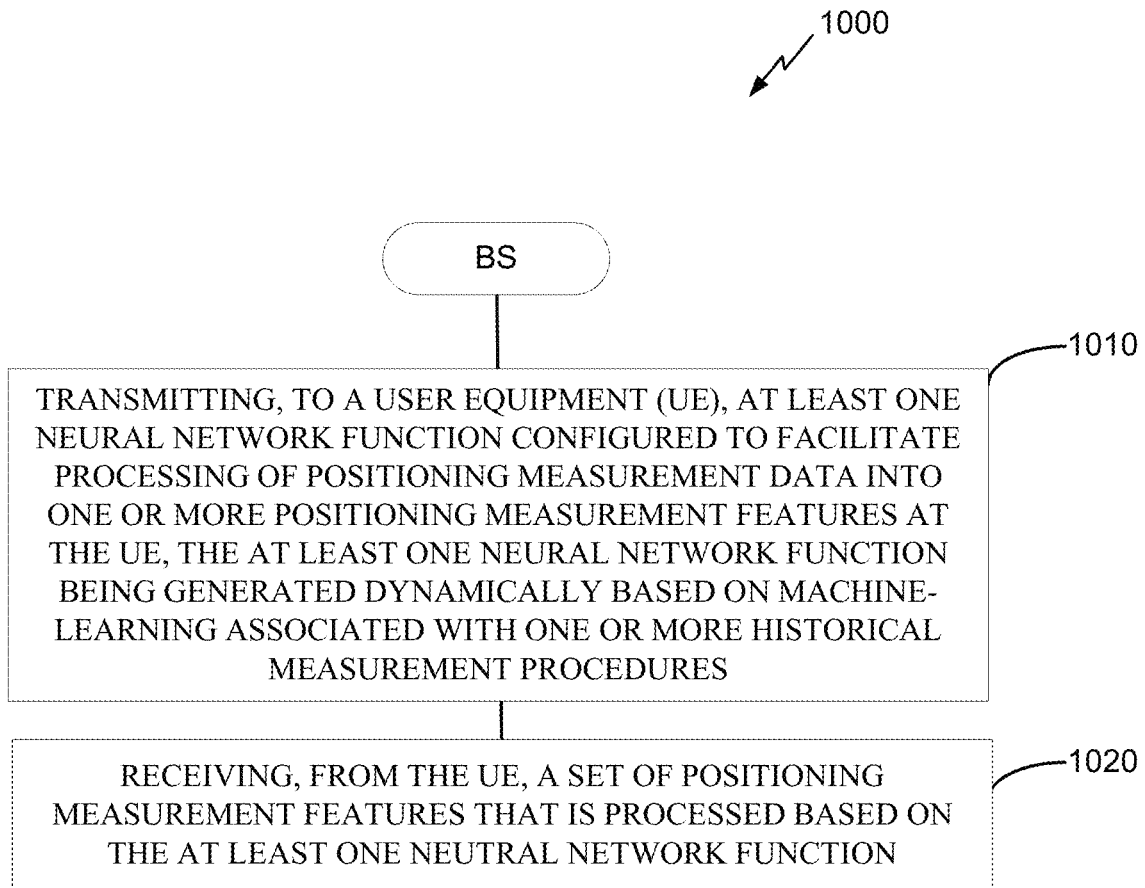 1000
BS
1010
TRANSMITTING, TO A USER EQUIPMENT (UE), AT LEAST ONE
NEURAL NETWORK FUNCTION CONFIGURED TO FACILITATE
PROCESSING OF POSITIONING MEASUREMENT DATA INTO
ONE OR MORE POSITIONING MEASUREMENT FEATURES AT
THE UE, THE AT LEAST ONE NEURAL NETWORK FUNCTION
BEING GENERATED DYNAMICALLY BASED ON MACHINE-
LEARNING ASSOCIATED WITH ONE OR MORE HISTORICAL
MEASUREMENT PROCEDURES
1020
RECEIVING, FROM THE UE, A SET OF POSITIONING
MEASUREMENT FEATURES THAT IS PROCESSED BASED ON
THE AT LEAST ONE NEUTRAL NETWORK FUNCTION